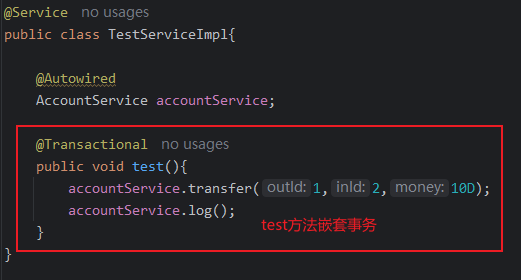 @Service no usages
public class TestServiceImpl{
@Autowired
AccountService accountService;
@Transactional no usages
public void test(){
accountService.transfer( outId: 1, inId: 2, money: 10D);
accountService.log();
test方法嵌套事务
}
}